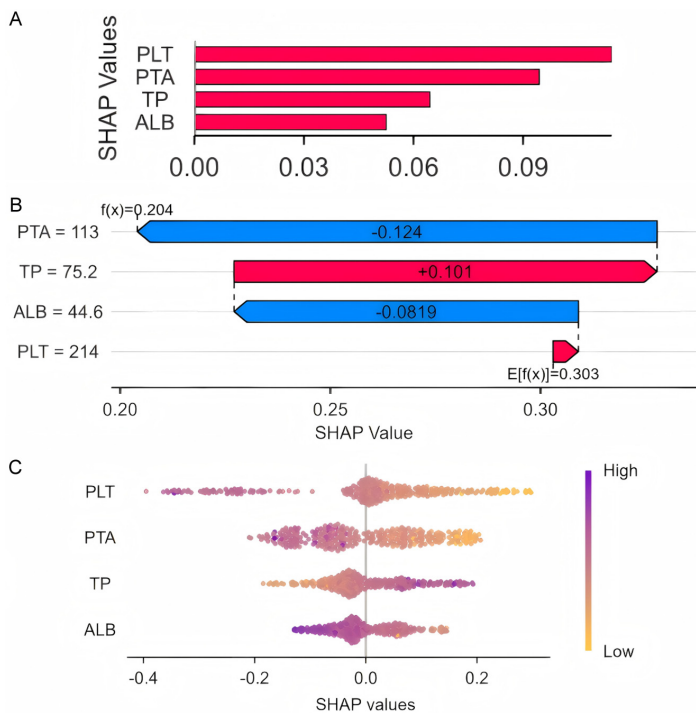 A
SHAP Values
PLT
PTA
TP
ALB
0.00 0.03 0.06 0.09
B
f(x)=0.204
PTA = 113
-0.124
TP = 75.2
+0.101
ALB = 44.6
-0.0819
PLT = 214
E[f(x)]=0.303
0.20 0.25 0.30
SHAP Value
C
High
PLT
PTA
TP
ALB
Low
-0.4 -0.2 0.0 0.2
SHAP values